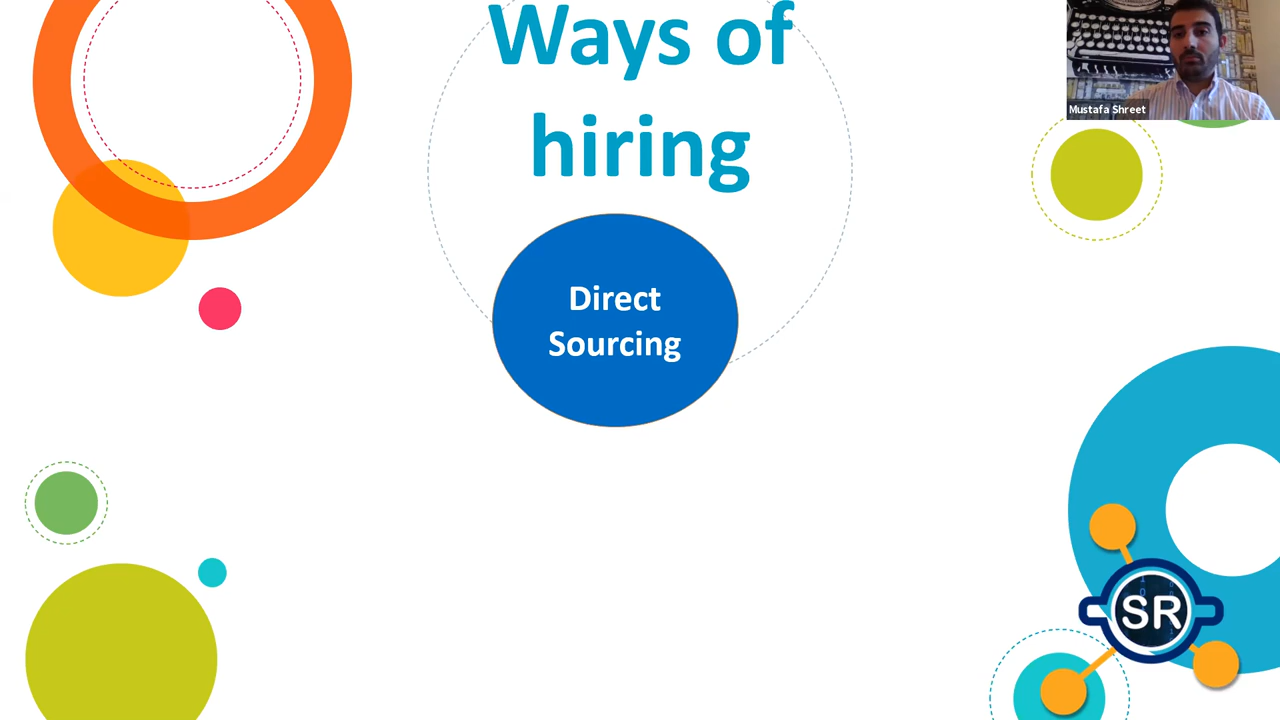 Ways of
hiring
Mustafa Shreet
Direct
Sourcing
SR